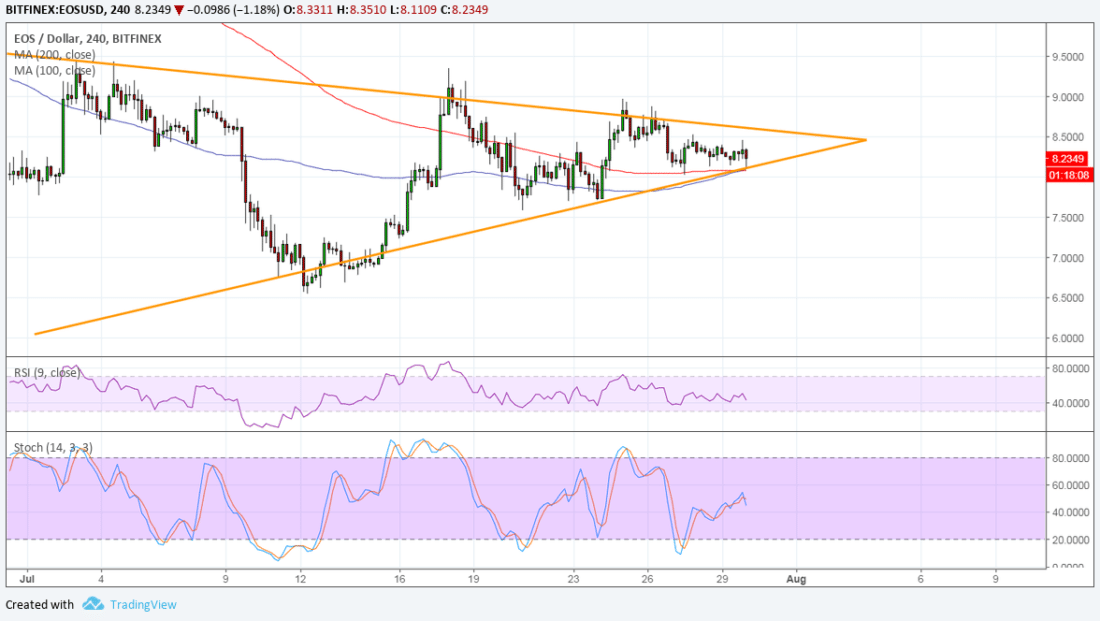 BITFINEX:EOSUSD, 240 8.2349 ▼ −0.0986 (−1.18%) O:8.3311 H:8.3510 L:8.1109 C:8.2349
EOS / Dollar, 240, BITFINEX
MA (200, close)
MA (100, close)
9.5000
9.0000
8.5000
8.2349
01:18:08
7.5000
7.0000
6.5000
6.0000
RSI (9, close)
80.0000
40.0000
Stoch (14, 3, 3)
80.0000
60.0000
40.0000
20.0000
0.0000
Jul 4 9 12 16 19 23 26 29 Aug 6 9
Created with TradingView